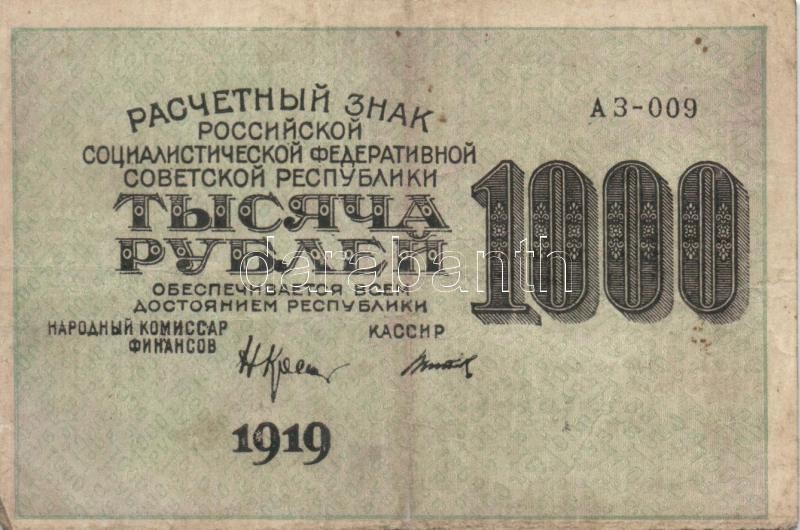 РАСЧЕТНЫЙ ЗНАК
РОССИЙСКОЙ
СОЦИАЛИСТИЧЕСКОЙ ФЕДЕРАТИВНОЙ
СОВЕТСКОЙ РЕСПУБЛИКИ
ТЫСЯЧА
РУБЛЕЙ
ОБЕСПЕЧИВАЕТСЯ ВСЕМ
ДОСТОЯНИЕМ РЕСПУБЛИКИ
НАРОДНЫЙ КОМИССАР
ФИНАНСОВ
КАССИР
1919
АЗ-009
1000
darabanth